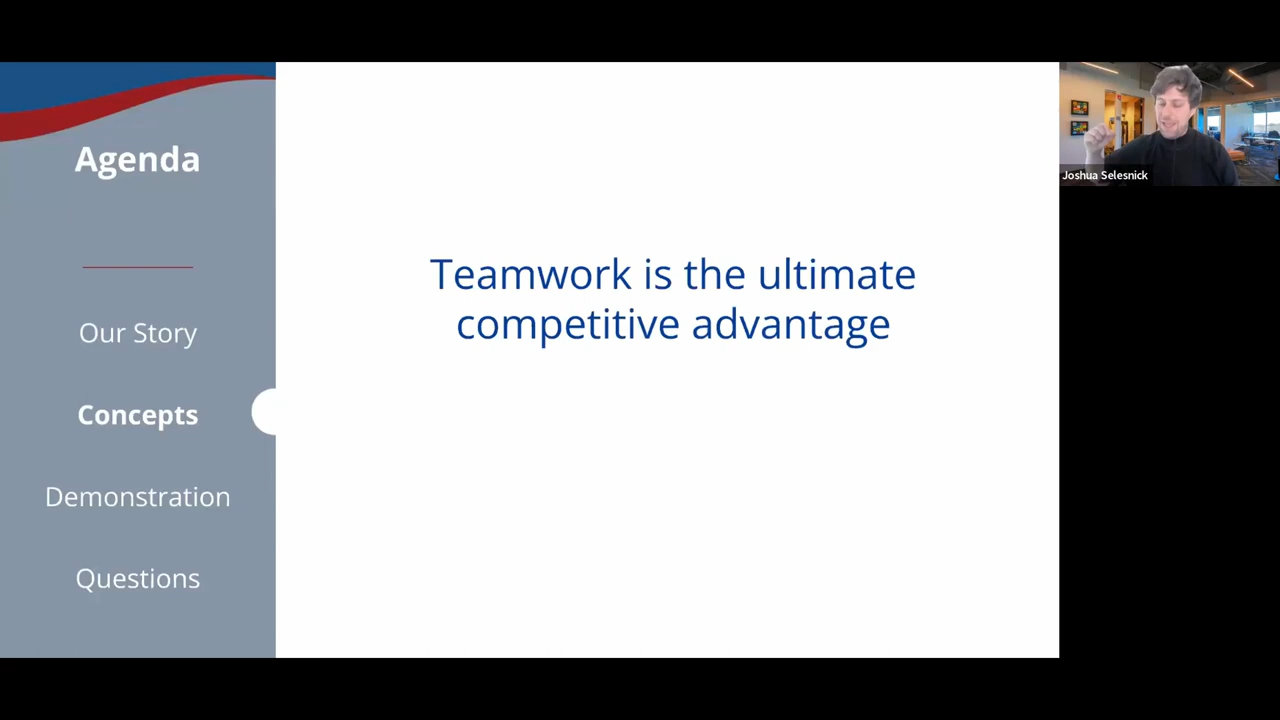 Agenda
Our Story
Concepts
Demonstration
Questions
Teamwork is the ultimate
competitive advantage
Joshua Selesnick